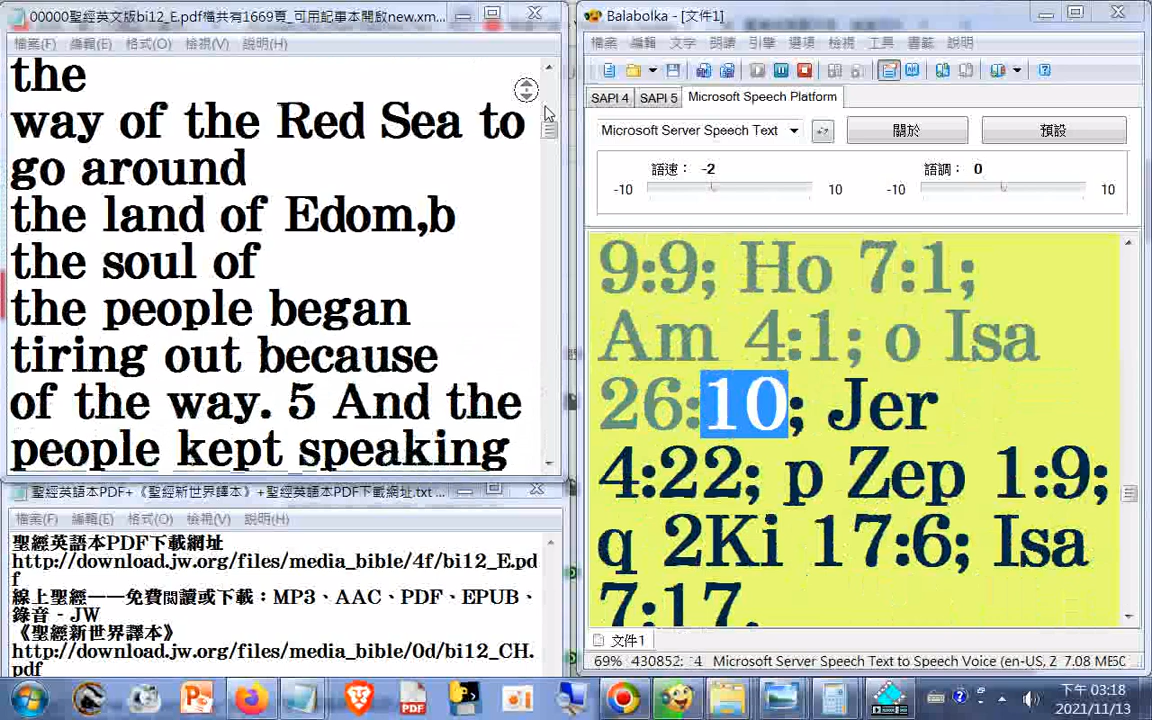 00000聖經英文版bi12_E.pdf檔共有1669頁_可用記事本開啟new.xm...
檔案(F) 編輯(E) 格式(O) 檢視(V) 說明(H)
the
way of the Red Sea to
go around
the land of Edom,b
the soul of
the people began
tiring out because
of the way. 5 And the
people kept speaking
聖經英語本PDF下載網址+《聖經新世界譯本》+聖經英語本PDF下載網址.txt ...
檔案(F) 編輯(E) 格式(O) 檢視(V) 說明(H)
聖經英語本PDF下載網址
http://download.jw.org/files/media_bible/4f/bi12_E.pd
f
線上聖經——免費閱讀或下載：MP3、AAC、PDF、EPUB、
錄音 - JW
《聖經新世界譯本》
http://download.jw.org/files/media_bible/0d/bi12_CH.
pdf
Balabolka - [文件1]
檔案 編輯 文字 朗讀 引擎 選項 檢視 工具 書籤 說明
SAPI 4 SAPI 5 Microsoft Speech Platform
Microsoft Server Speech Text 關於 預設
語速： -2 語調： 0
-10 10 -10 10
9:9; Ho 7:1;
Am 4:1; o Isa
26:10; Jer
4:22; p Zep 1:9;
q 2Ki 17:6; Isa
7:17.
文件1
69% 430852: Microsoft Server Speech Text to Speech Voice (en-US, 7.08 ME
下午 03:18
2021/11/13